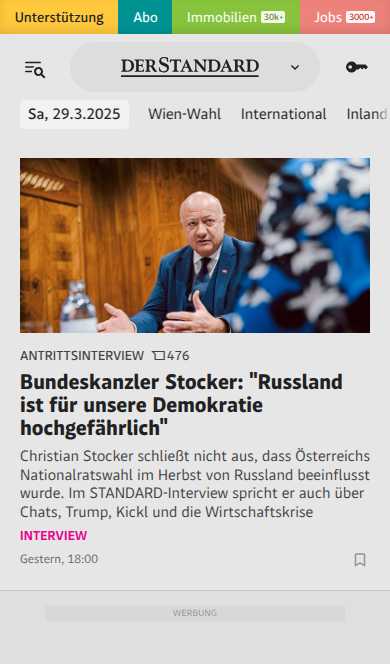 Unterstützung Abo Immobilien 30k+ Jobs 3000+
DERSTANDARD
Sa, 29.3.2025 Wien-Wahl International Inland
ANTRITTSINTERVIEW 476
Bundeskanzler Stocker: "Russland
ist für unsere Demokratie
hochgefährlich"
Christian Stocker schließt nicht aus, dass Österreichs
Nationalratswahl im Herbst von Russland beeinflusst
wurde. Im STANDARD-Interview spricht er auch über
Chats, Trump, Kickl und die Wirtschaftskrise
INTERVIEW
Gestern, 18:00
WERBUNG